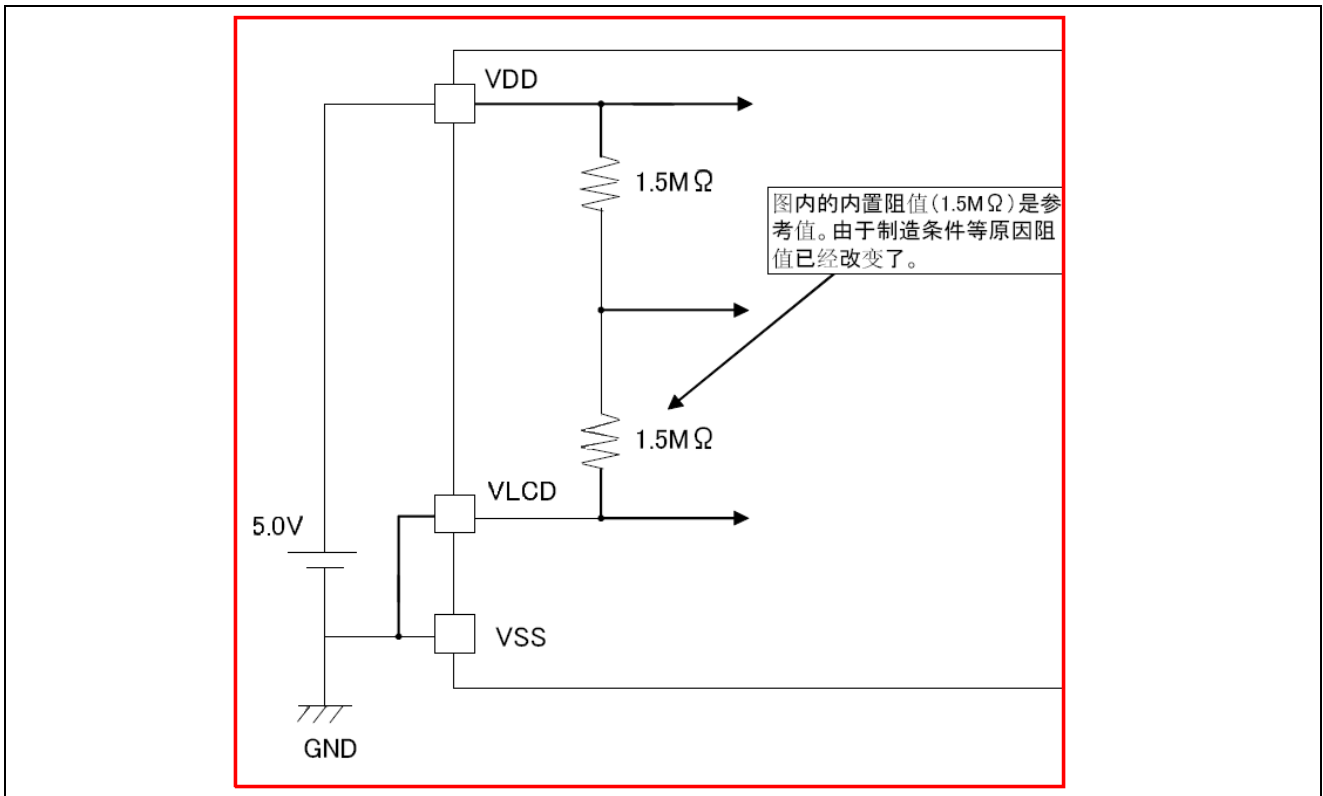 VDD
1.5MΩ
图内的内置阻值(1.5MΩ)是参
考值。由于制造条件等原因阻
值已经改变了。
1.5MΩ
VLCD
5.0V
VSS
GND